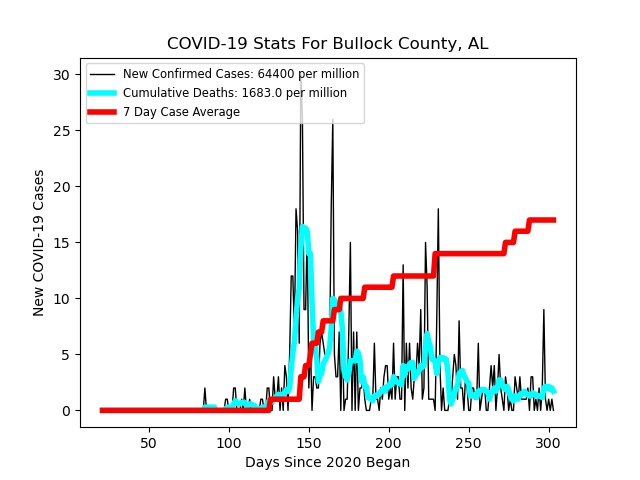 COVID-19 Stats For Bullock County, AL
New Confirmed Cases: 64400 per million
Cumulative Deaths: 1683.0 per million
7 Day Case Average
30
25
20
15
10
5
0
New COVID-19 Cases
50 100 150 200 250 300
Days Since 2020 Began